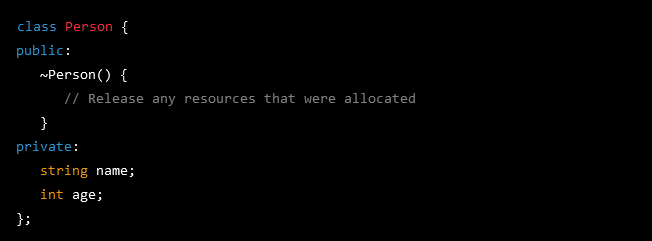 class Person {
public:
   ~Person() {
      // Release any resources that were allocated
   }
private:
   string name;
   int age;
};